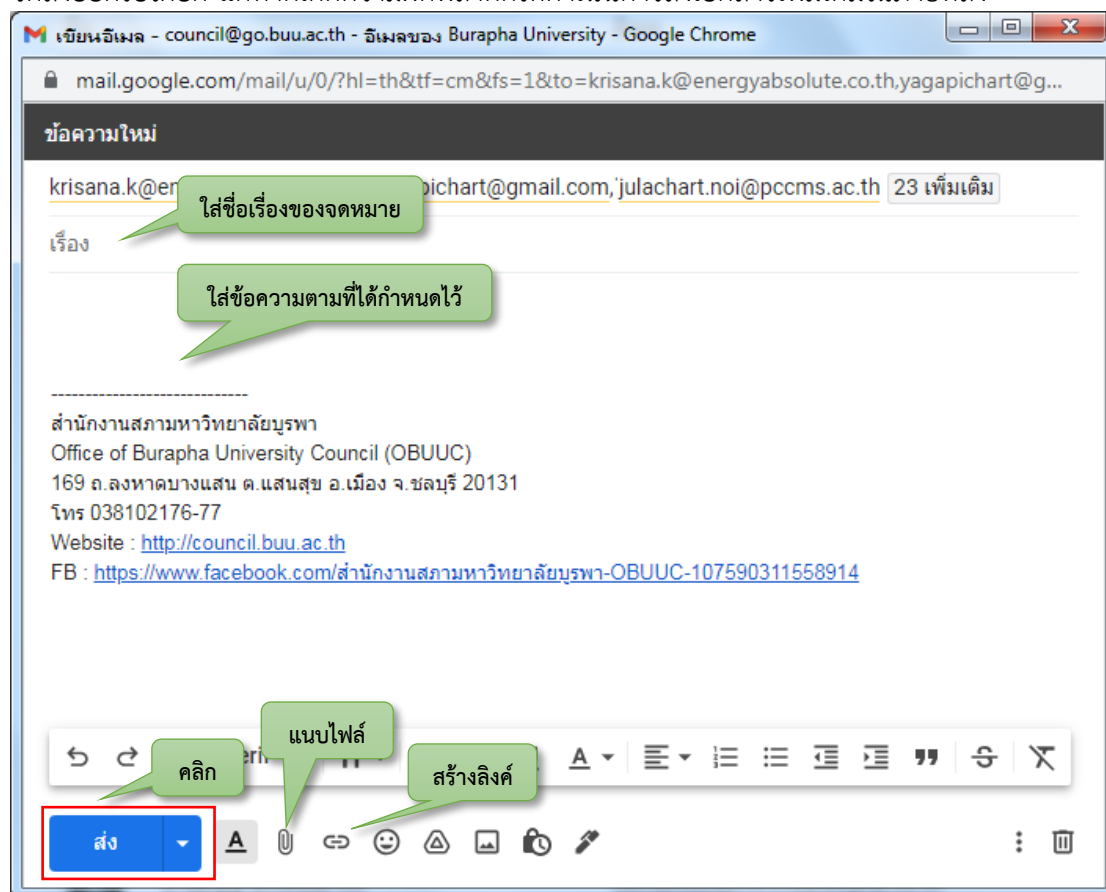 เขียนอีเมล - council@go.buu.ac.th - อีเมลของ Burapha University - Google Chrome
mail.google.com/mail/u/0/?hl=th&tf=cm&fs=1&to=krisana.k@energyabsolute.co.th,yagapichart@g...
ข้อความใหม่
krisana.k@en pichart@gmail.com, julachart.noi@pccms.ac.th 23 เพิ่มเติม
ใส่ชื่อเรื่องของจดหมาย
เรื่อง
ใส่ข้อความตามที่ได้กำหนดไว้
-----------------------------
สำนักงานสภามหาวิทยาลัยบูรพา
Office of Burapha University Council (OBUUC)
169 ถ.ลงหาดบางแสน ต.แสนสุข อ.เมือง จ.ชลบุรี 20131
โทร 038102176-77
Website : http://council.buu.ac.th
FB : https://www.facebook.com/สำนักงานสภามหาวิทยาลัยบูรพา-OBUUC-107590311558914
แนบไฟล์
คลิก
สร้างลิงค์
ส่ง